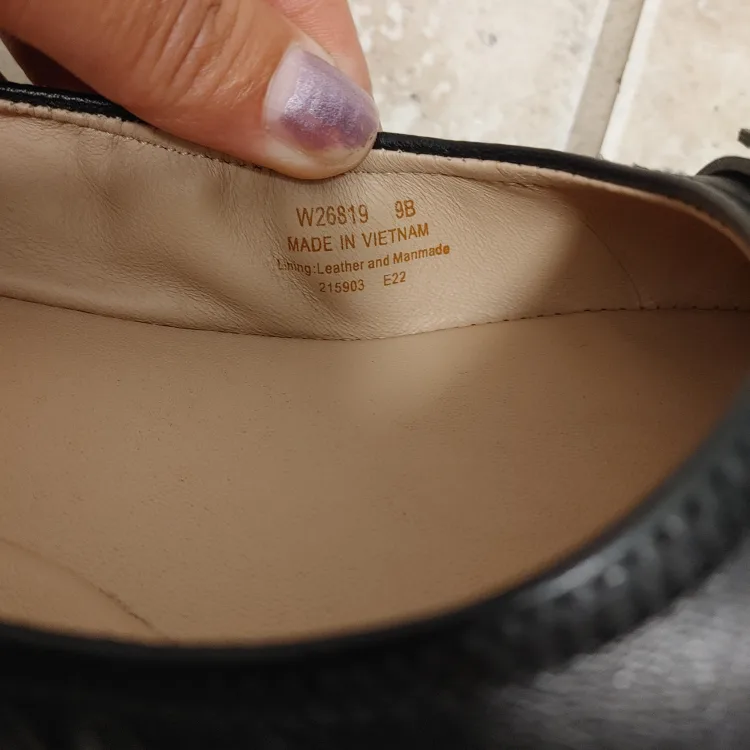 W26819 9B
MADE IN VIETNAM
Lining:Leather and Manmade
215903 E22